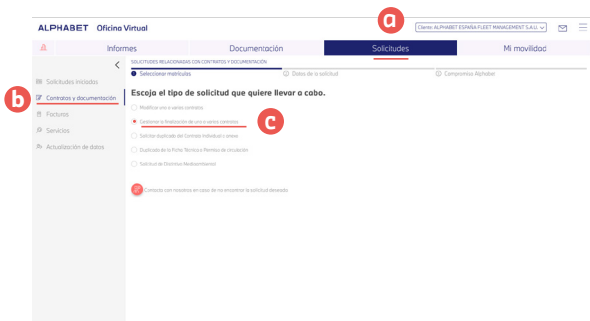 a
ALPHABET Oficina Virtual
Cliente: ALPHABET ESPAÑA FLEET MANAGEMENT S.A.U.
Informes Documentación Solicitudes Mi movilidad
SOLICITUDES RELACIONADAS CON CONTRATOS Y DOCUMENTACIÓN
Seleccionar matrículas Datos de la solicitud Compromiso Alphabet
Solicitudes iniciadas
b
Contratos y documentación
Facturas
Servicios
Actualización de datos
Escoja el tipo de solicitud que quiere llevar a cabo.
Modificar uno o varios contratos
Gestionar la finalización de uno o varios contratos
c
Solicitar duplicado del Contrato Individual o anexo
Duplicado de la Ficha Técnica o Permiso de circulación
Solicitud de Distintivo Medioambiental
Contacta con nosotros en caso de no encontrar la solicitud deseada